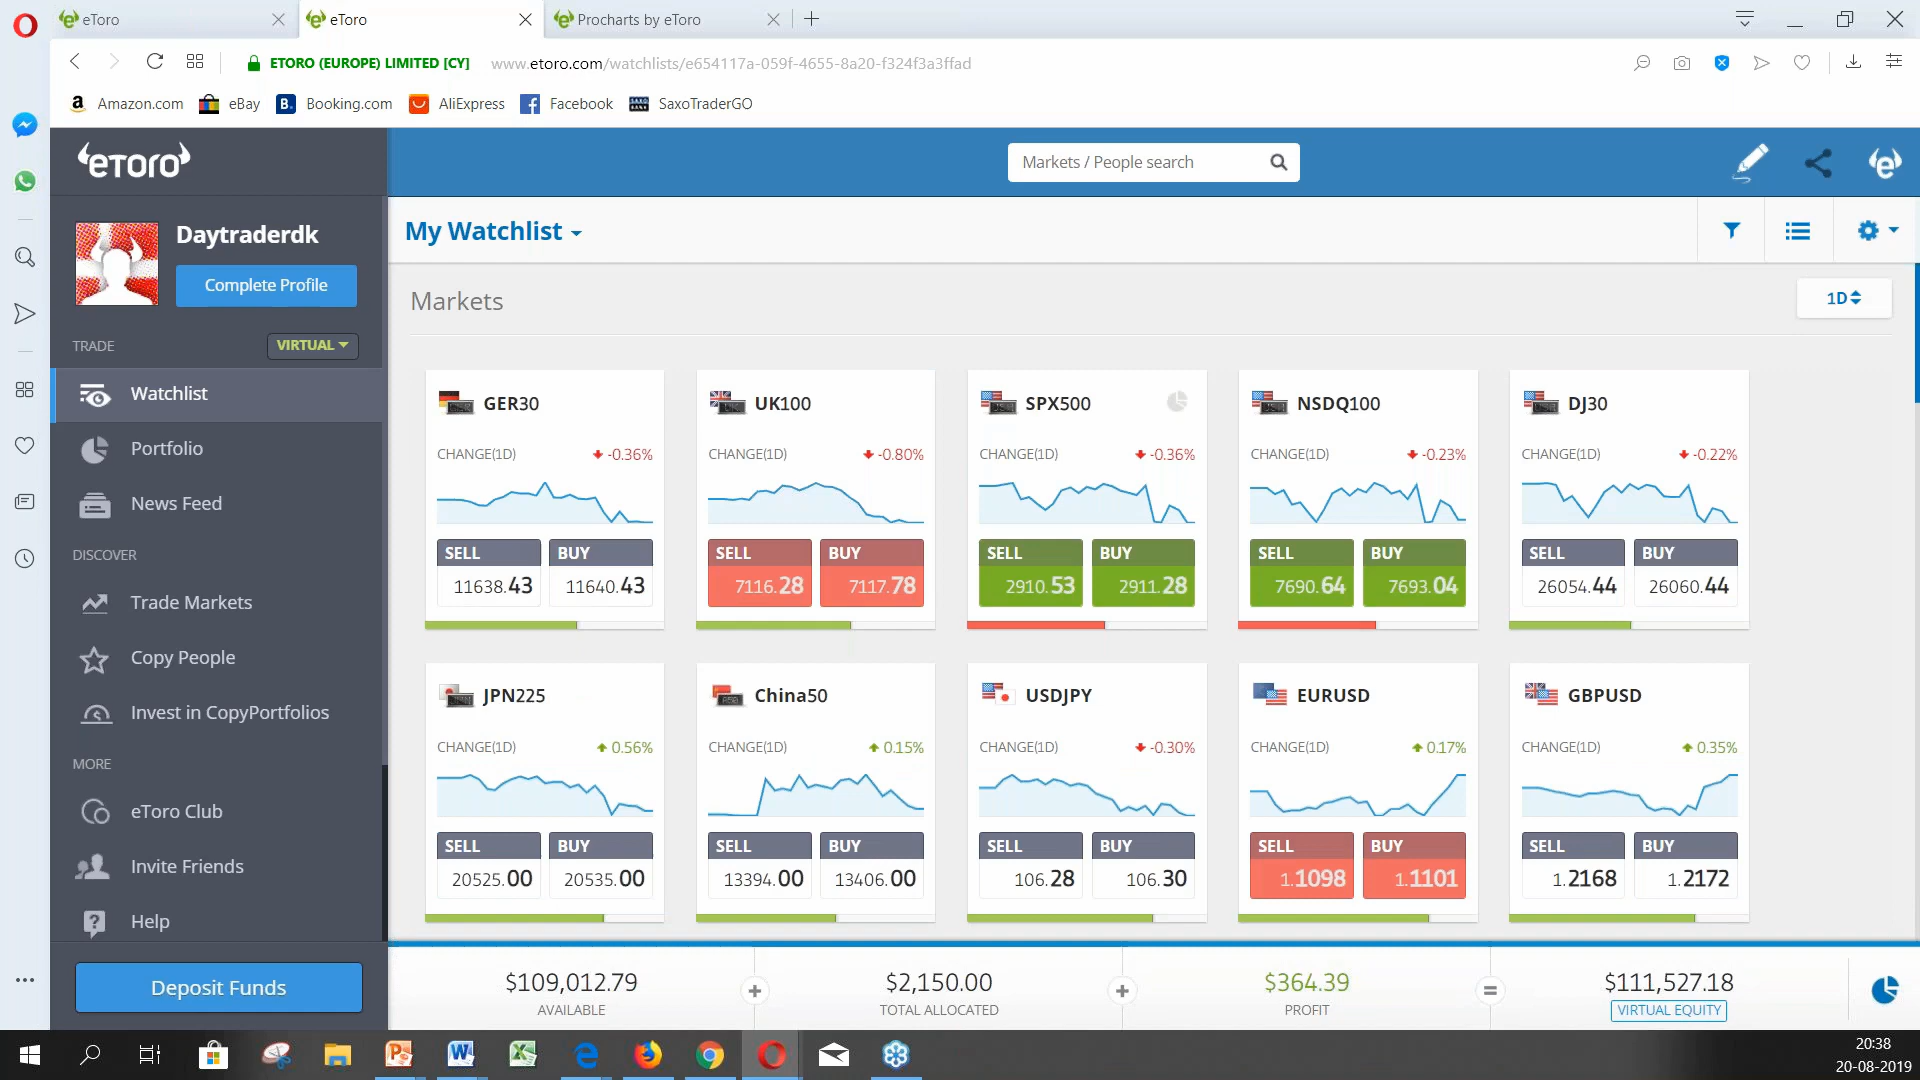 eToro
eToro
Procharts by eToro
ETORO (EUROPE) LIMITED [CY]
www.etoro.com/watchlists/e654117a-059f-4655-8a20-f324f3a3ffad
Amazon.com
eBay
Booking.com
AliExpress
Facebook
SaxoTraderGO
eToro
Markets / People search
Daytraderdk
Complete Profile
TRADE
VIRTUAL
Watchlist
Portfolio
News Feed
DISCOVER
Trade Markets
Copy People
Invest in CopyPortfolios
MORE
eToro Club
Invite Friends
Help
Deposit Funds
My Watchlist
Markets
1D
GER30
CHANGE(1D) -0.36%
SELL BUY
11638.43 11640.43
UK100
CHANGE(1D) -0.80%
SELL BUY
7116.28 7117.78
SPX500
CHANGE(1D) -0.36%
SELL BUY
2910.53 2911.28
NSDQ100
CHANGE(1D) -0.23%
SELL BUY
7690.64 7693.04
DJ30
CHANGE(1D) -0.22%
SELL BUY
26054.44 26060.44
JPN225
CHANGE(1D) 0.56%
SELL BUY
20525.00 20535.00
China50
CHANGE(1D) 0.15%
SELL BUY
13394.00 13406.00
USDJPY
CHANGE(1D) -0.30%
SELL BUY
106.28 106.30
EURUSD
CHANGE(1D) 0.17%
SELL BUY
1.1098 1.1101
GBPUSD
CHANGE(1D) 0.35%
SELL BUY
1.2168 1.2172
$109,012.79
AVAILABLE
$2,150.00
TOTAL ALLOCATED
$364.39
PROFIT
$111,527.18
VIRTUAL EQUITY
20:38
20-08-2019